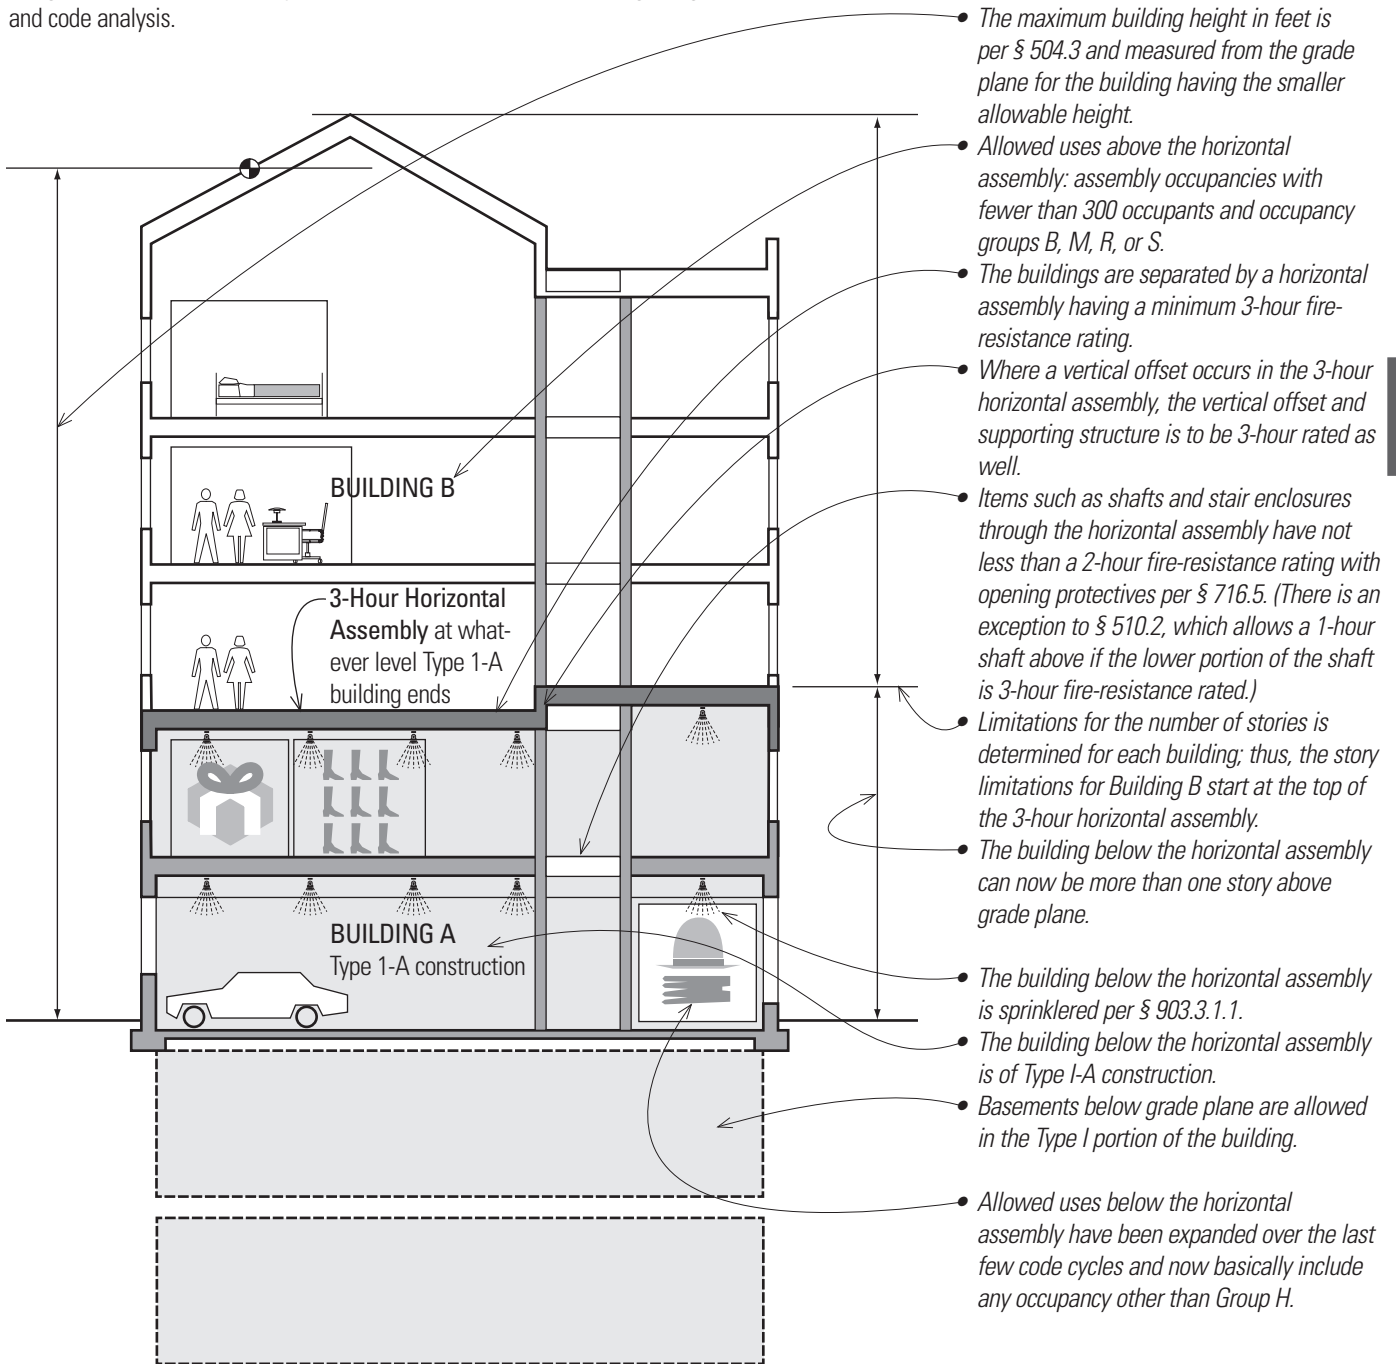 and code analysis.
• The maximum building height in feet is
per § 504.3 and measured from the grade
plane for the building having the smaller
allowable height.
• Allowed uses above the horizontal
assembly: assembly occupancies with
fewer than 300 occupants and occupancy
groups B, M, R, or S.
• The buildings are separated by a horizontal
assembly having a minimum 3-hour fire-
resistance rating.
• Where a vertical offset occurs in the 3-hour
horizontal assembly, the vertical offset and
supporting structure is to be 3-hour rated as
well.
• Items such as shafts and stair enclosures
through the horizontal assembly have not
less than a 2-hour fire-resistance rating with
opening protectives per § 716.5. (There is an
exception to § 510.2, which allows a 1-hour
shaft above if the lower portion of the shaft
is 3-hour fire-resistance rated.)
• Limitations for the number of stories is
determined for each building; thus, the story
limitations for Building B start at the top of
the 3-hour horizontal assembly.
• The building below the horizontal assembly
can now be more than one story above
grade plane.
• The building below the horizontal assembly
is sprinklered per § 903.3.1.1.
• The building below the horizontal assembly
is of Type I-A construction.
• Basements below grade plane are allowed
in the Type I portion of the building.
• Allowed uses below the horizontal
assembly have been expanded over the last
few code cycles and now basically include
any occupancy other than Group H.
BUILDING B
3-Hour Horizontal
Assembly at what-
ever level Type 1-A
building ends
BUILDING A
Type 1-A construction